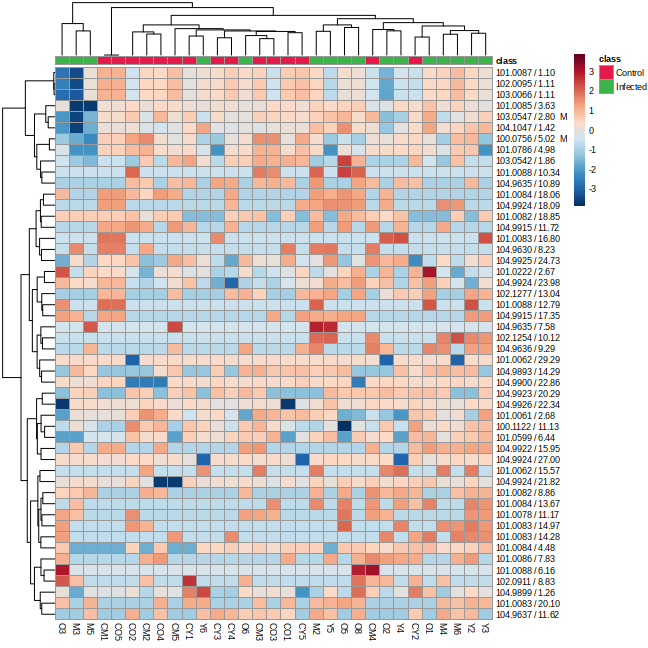 class
class
Control
Infected
3
2
1
0
-1
-2
-3
101.0087 / 1.10
102.0095 / 1.11
103.0066 / 1.11
101.0085 / 3.63
103.0547 / 2.80 M
104.1047 / 1.42
100.0756 / 5.02 M
101.0786 / 4.98
103.0542 / 1.86
101.0088 / 10.34
104.9635 / 10.89
101.0084 / 18.06
104.9924 / 18.09
101.0082 / 18.85
104.9915 / 11.72
101.0083 / 16.80
104.9630 / 8.23
104.9925 / 24.73
101.0222 / 2.67
104.9924 / 23.98
102.1277 / 13.04
101.0088 / 12.79
104.9915 / 17.35
104.9635 / 7.58
102.1254 / 10.12
104.9636 / 9.29
101.0062 / 29.29
104.9893 / 14.29
104.9900 / 22.86
104.9923 / 20.29
104.9926 / 22.34
101.0061 / 2.68
100.1122 / 11.13
101.0599 / 6.44
104.9922 / 15.95
104.9924 / 27.00
101.0062 / 15.57
104.9924 / 21.82
101.0082 / 8.86
101.0084 / 13.67
101.0078 / 11.17
101.0083 / 14.97
101.0083 / 14.28
101.0084 / 4.48
101.0086 / 7.83
101.0088 / 6.16
102.0911 / 8.83
104.9899 / 1.26
101.0083 / 20.10
104.9637 / 11.62
O3 M3 M5 CM1 CO5 CO2 CM2 CO4 CM5 CY1 Y6 CY3 CY4 O6 CM3 CO3 CO1 CY5 M2 Y5 O5 O8 CM4 O2 Y4 CY2 O1 M4 M6 Y2 Y3